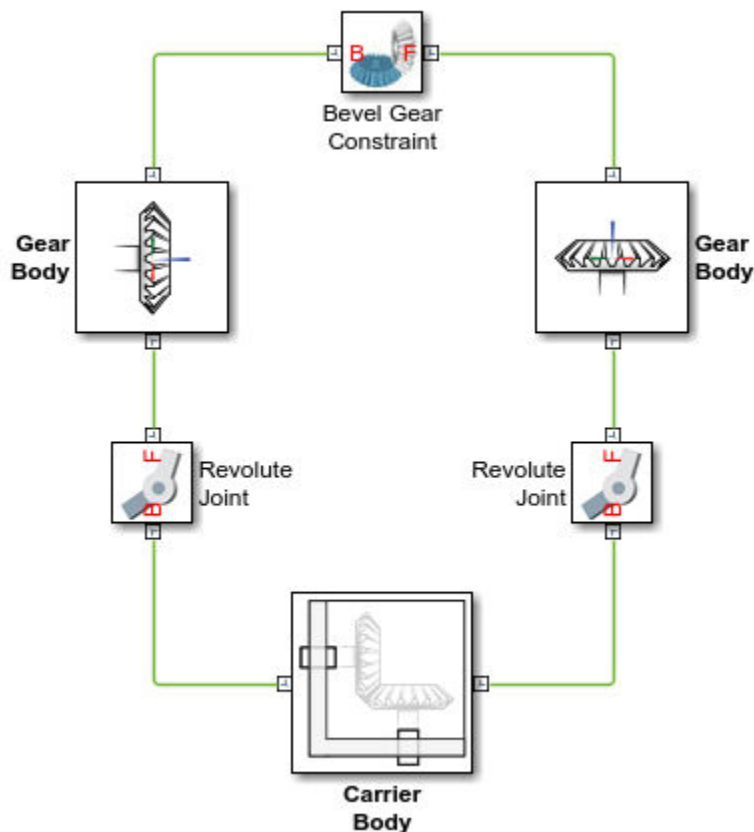 B F
Bevel Gear
Constraint
Gear
Body
Gear
Body
F
B
Revolute
Joint
Revolute
Joint
F
B
Carrier
Body